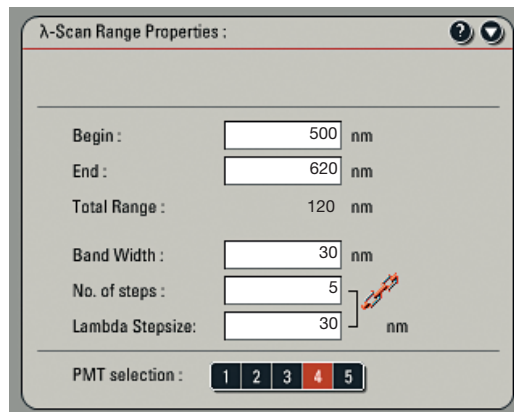 λ-Scan Range Properties :
Begin : 500 nm
End : 620 nm
Total Range : 120 nm
Band Width : 30 nm
No. of steps : 5
Lambda Stepsize: 30 nm
PMT selection : 1 2 3 4 5